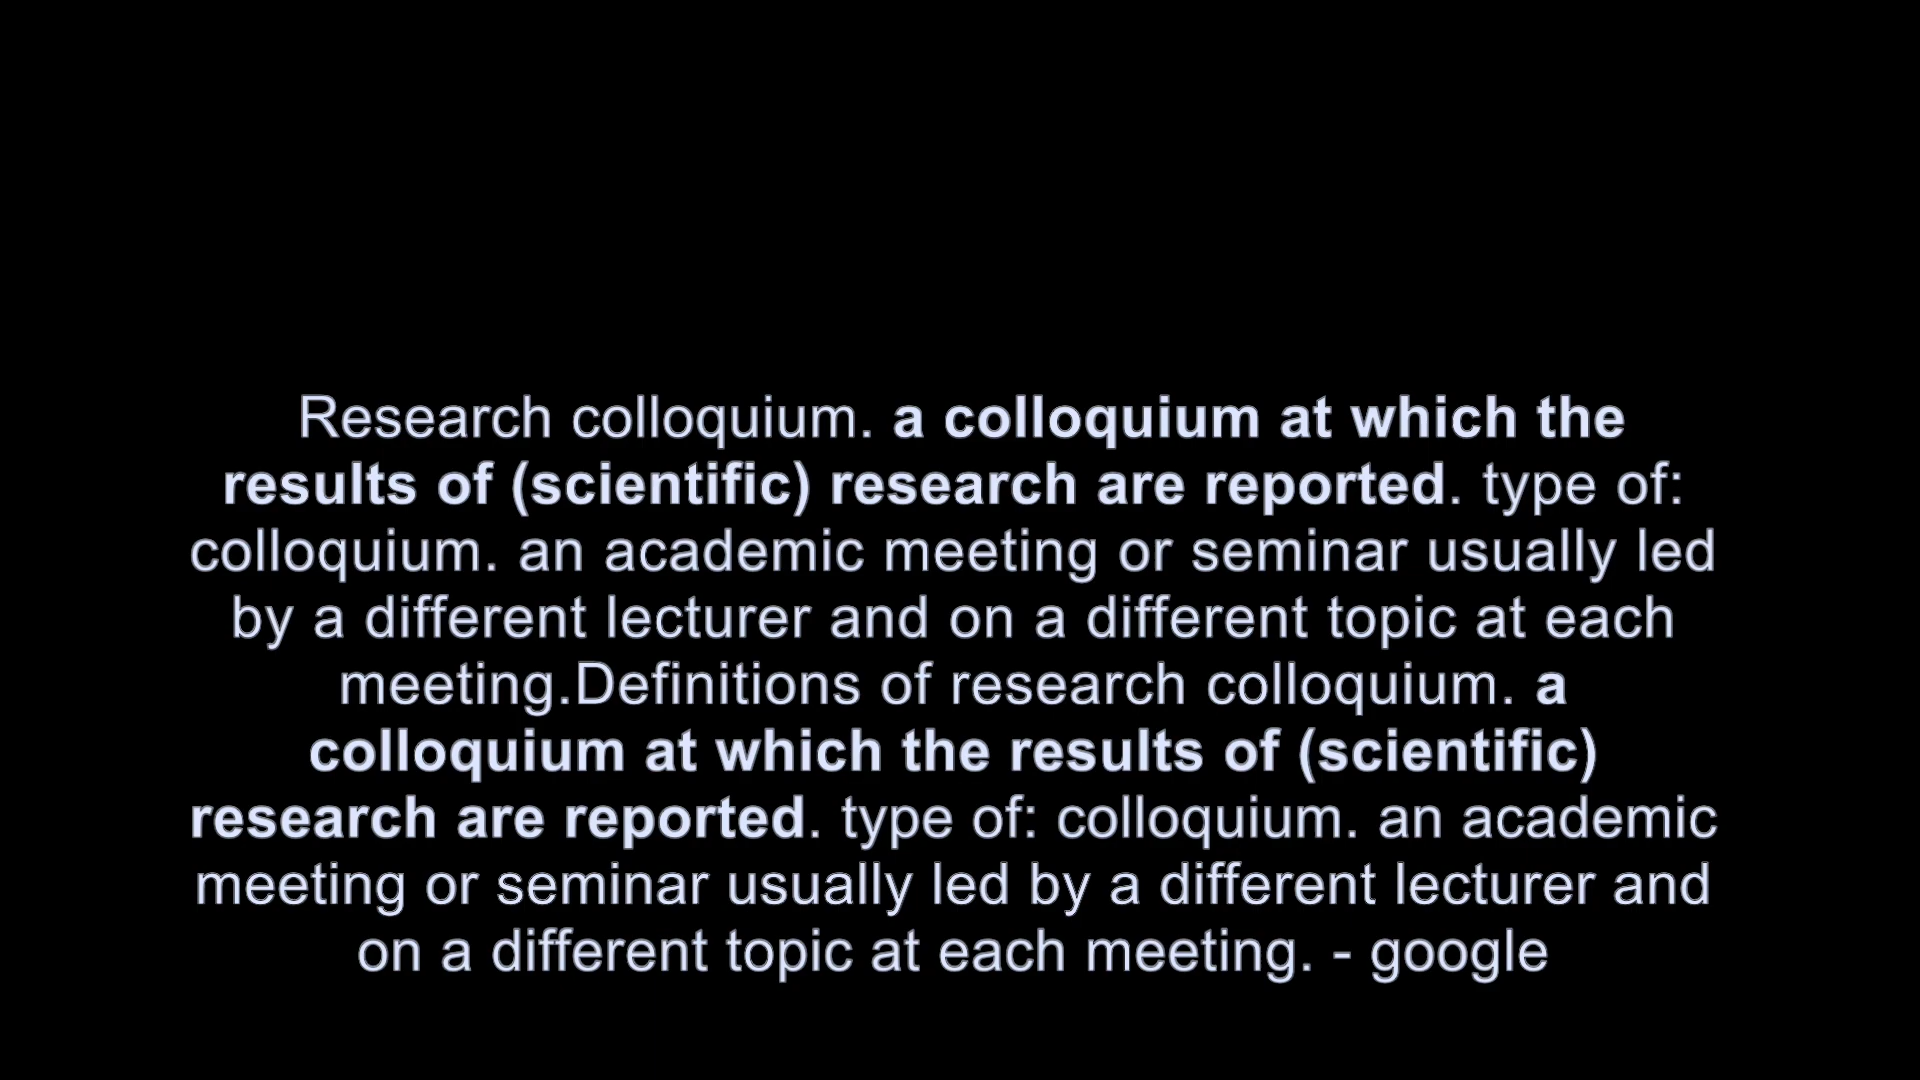 Research colloquium. a colloquium at which the
results of (scientific) research are reported. type of:
colloquium. an academic meeting or seminar usually led
by a different lecturer and on a different topic at each
meeting.Definitions of research colloquium. a
colloquium at which the results of (scientific)
research are reported. type of: colloquium. an academic
meeting or seminar usually led by a different lecturer and
on a different topic at each meeting. - google